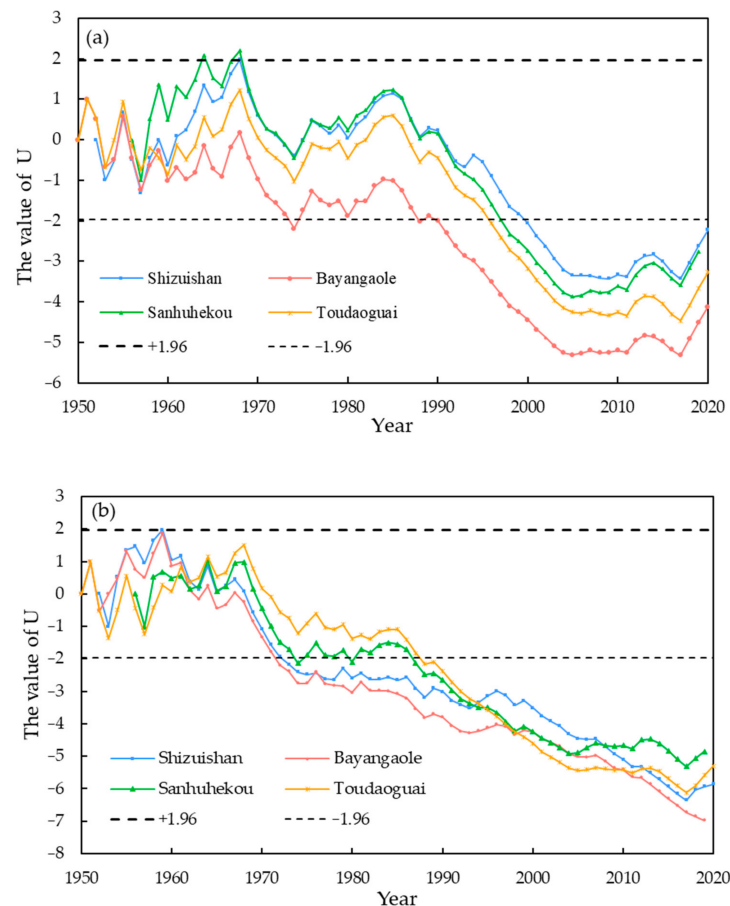 (a)
3
2
1
0
−1
−2
−3
−4
−5
−6
The value of U
Shizuishan Bayangaole
Sanhuhekou Toudaoguai
+1.96 −1.96
1950 1960 1970 1980 1990 2000 2010 2020
Year
(b)
3
2
1
0
−1
−2
−3
−4
−5
−6
−7
−8
The value of U
Shizuishan Bayangaole
Sanhuhekou Toudaoguai
+1.96 −1.96
1950 1960 1970 1980 1990 2000 2010 2020
Year